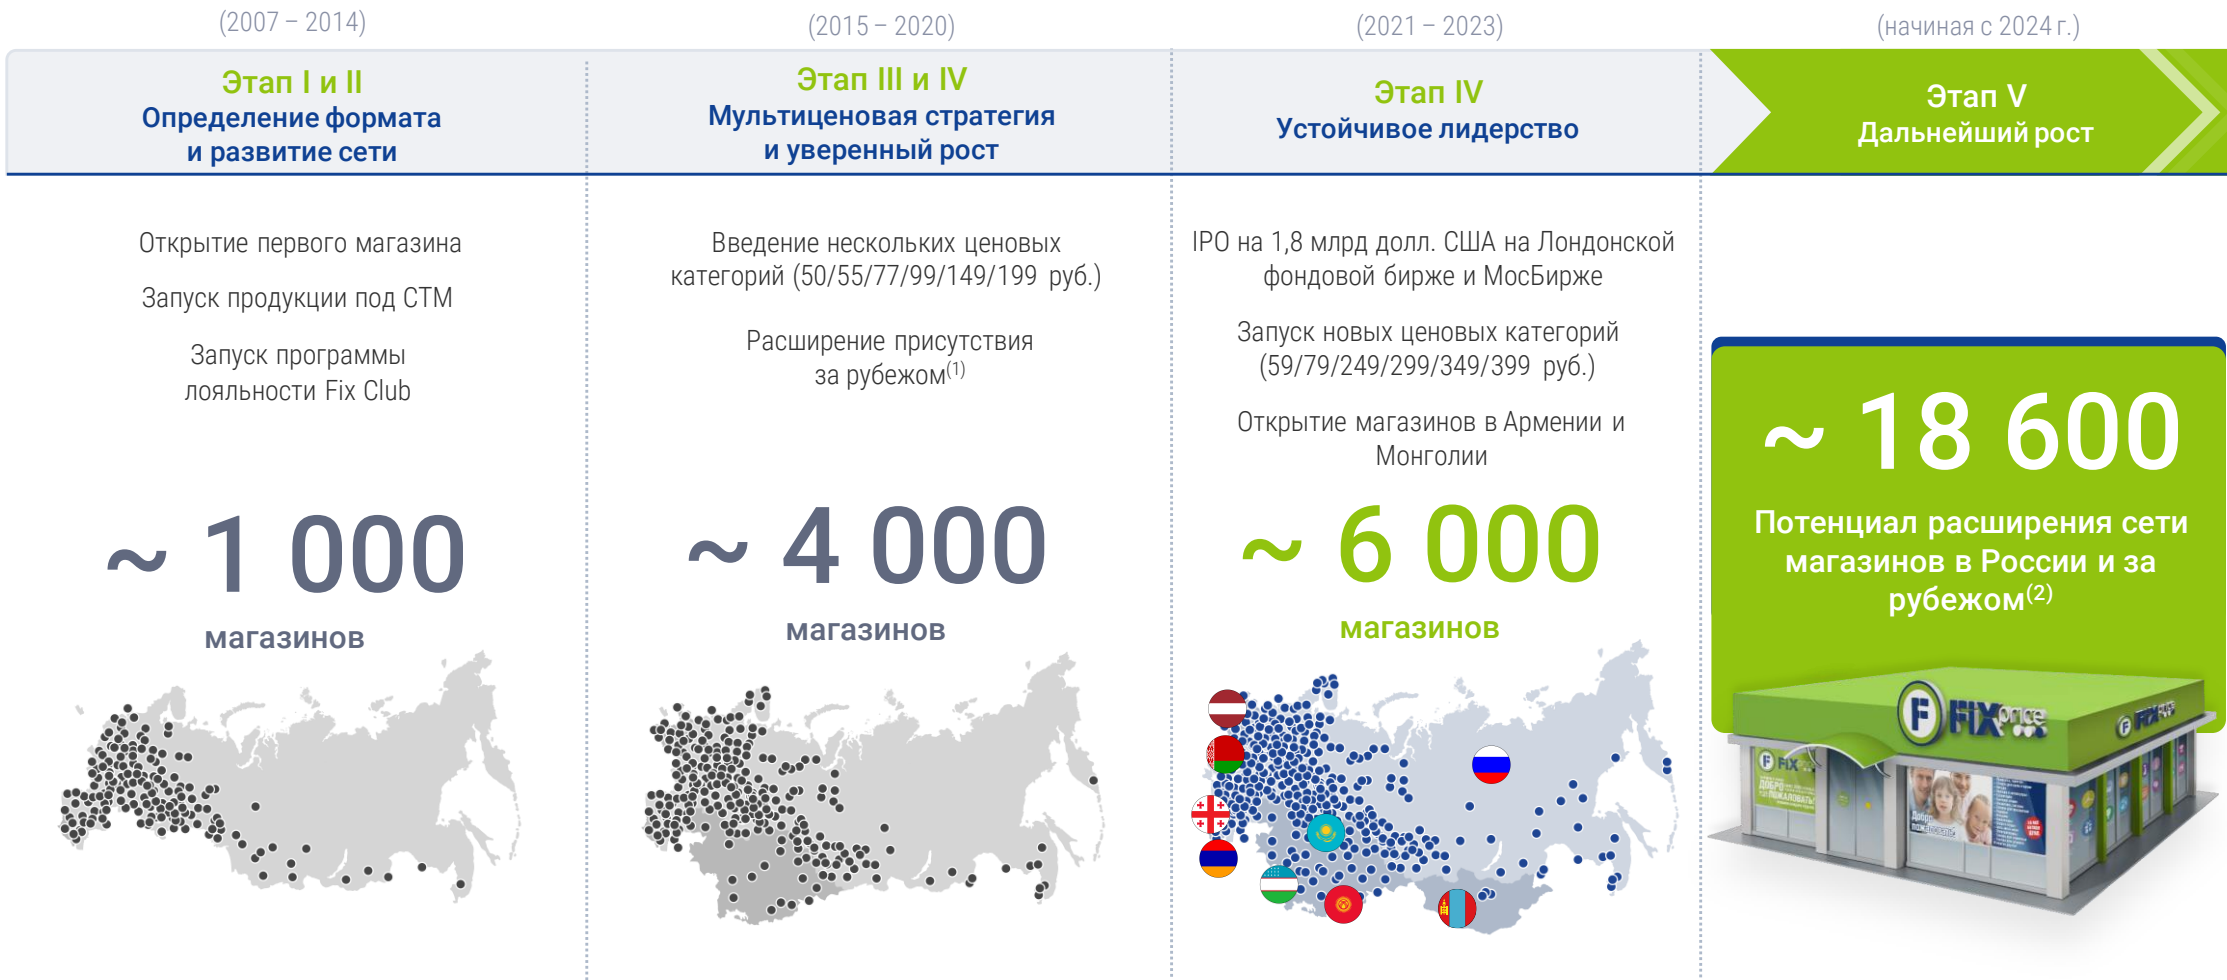 (2007 – 2014)
Этап I и II
Определение формата
и развитие сети
Открытие первого магазина
Запуск продукции под СТМ
Запуск программы
лояльности Fix Club
~ 1 000
магазинов
(2015 – 2020)
Этап III и IV
Мультиценовая стратегия
и уверенный рост
Введение нескольких ценовых
категорий (50/55/77/99/149/199 руб.)
Расширение присутствия
за рубежом(1)
~ 4 000
магазинов
(2021 – 2023)
Этап IV
Устойчивое лидерство
IPO на 1,8 млрд долл. США на Лондонской
фондовой бирже и МосБирже
Запуск новых ценовых категорий
(59/79/249/299/349/399 руб.)
Открытие магазинов в Армении и
Монголии
~ 6 000
магазинов
(начиная с 2024 г.)
Этап V
Дальнейший рост
~ 18 600
Потенциал расширения сети
магазинов в России и за
рубежом(2)
F FIX price
F FIX
ДОБРО
ПОЖАЛОВАТЬ!
Добро
пожаловать